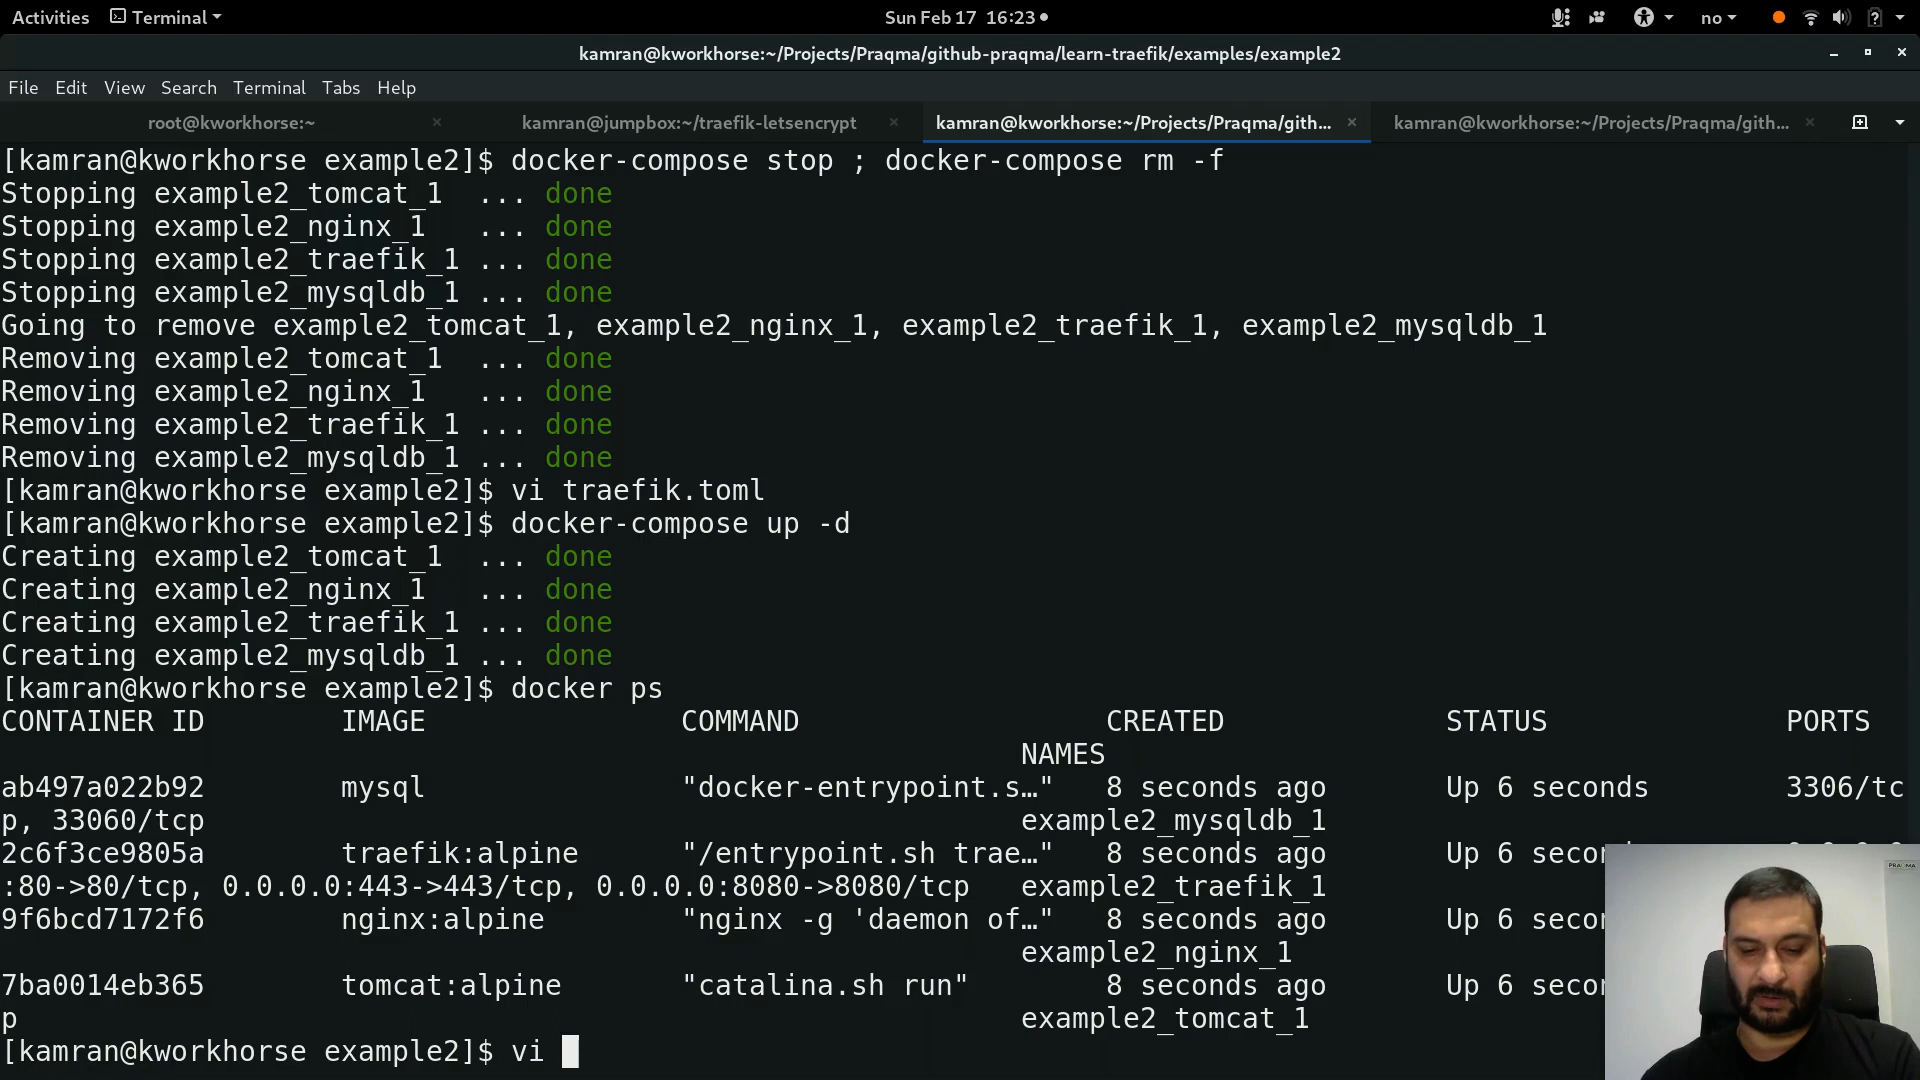 Activities Terminal Sun Feb 17 16:23 no
kamran@kworkhorse:~/Projects/Praqma/github-praqma/learn-traefik/examples/example2
File Edit View Search Terminal Tabs Help
root@kworkhorse:~ × kamran@jumpbox:~/traefik-letsencrypt × kamran@kworkhorse:~/Projects/Praqma/gith... × kamran@kworkhorse:~/Projects/Praqma/gith... ×
[kamran@kworkhorse example2]$ docker-compose stop ; docker-compose rm -f
Stopping example2_tomcat_1  ... done
Stopping example2_nginx_1   ... done
Stopping example2_traefik_1 ... done
Stopping example2_mysqldb_1 ... done
Going to remove example2_tomcat_1, example2_nginx_1, example2_traefik_1, example2_mysqldb_1
Removing example2_tomcat_1  ... done
Removing example2_nginx_1   ... done
Removing example2_traefik_1 ... done
Removing example2_mysqldb_1 ... done
[kamran@kworkhorse example2]$ vi traefik.toml
[kamran@kworkhorse example2]$ docker-compose up -d
Creating example2_tomcat_1  ... done
Creating example2_nginx_1   ... done
Creating example2_traefik_1 ... done
Creating example2_mysqldb_1 ... done
[kamran@kworkhorse example2]$ docker ps
CONTAINER ID        IMAGE               COMMAND                  CREATED             STATUS              PORTS
NAMES
ab497a022b92        mysql               "docker-entrypoint.s…"   8 seconds ago       Up 6 seconds        3306/tc
p, 33060/tcp                                                example2_mysqldb_1
2c6f3ce9805a        traefik:alpine      "/entrypoint.sh trae…"   8 seconds ago       Up 6
:80->80/tcp, 0.0.0.0:443->443/tcp, 0.0.0.0:8080->8080/tcp   example2_traefik_1
9f6bcd7172f6        nginx:alpine        "nginx -g 'daemon of…"   8 seconds ago       Up 6
example2_nginx_1
7ba0014eb365        tomcat:alpine       "catalina.sh run"        8 seconds ago       Up 6
p                                                           example2_tomcat_1
[kamran@kworkhorse example2]$ vi